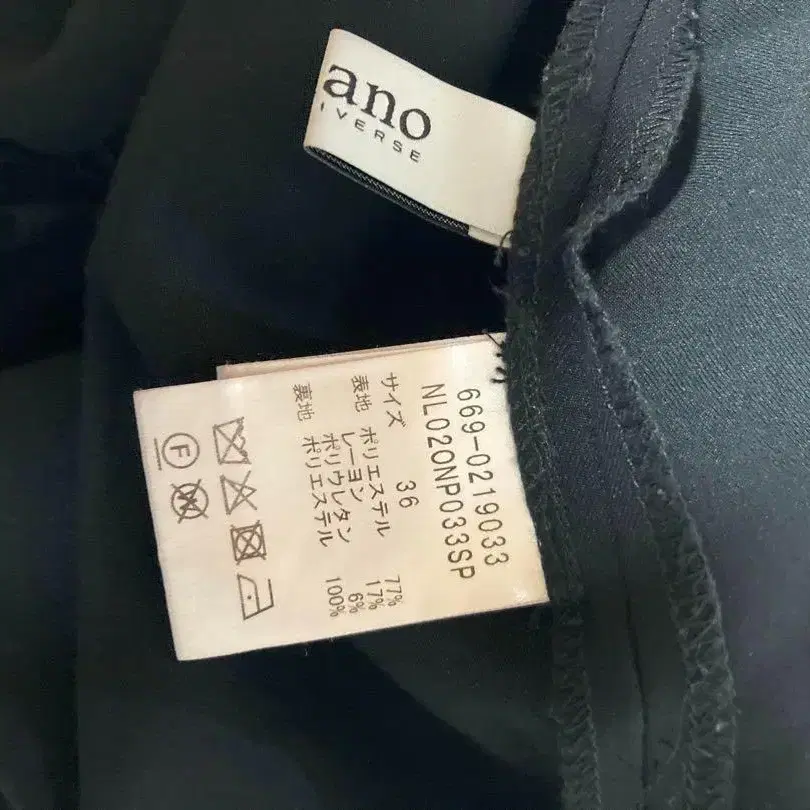 ano
IVERSE
669-0219033
NL020NP033SP
サイズ 36
表地 ポリエステル 77%
レーヨン 17%
ポリウレタン 6%
裏地 ポリエステル 100%
F
W